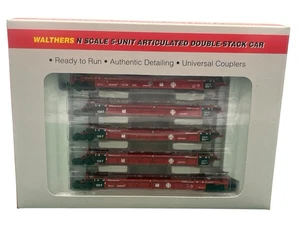 WALTHERS N SCALE 5-UNIT ARTICULATED DOUBLE-STACK CAR
• Ready to Run • Authentic Detailing • Universal Couplers